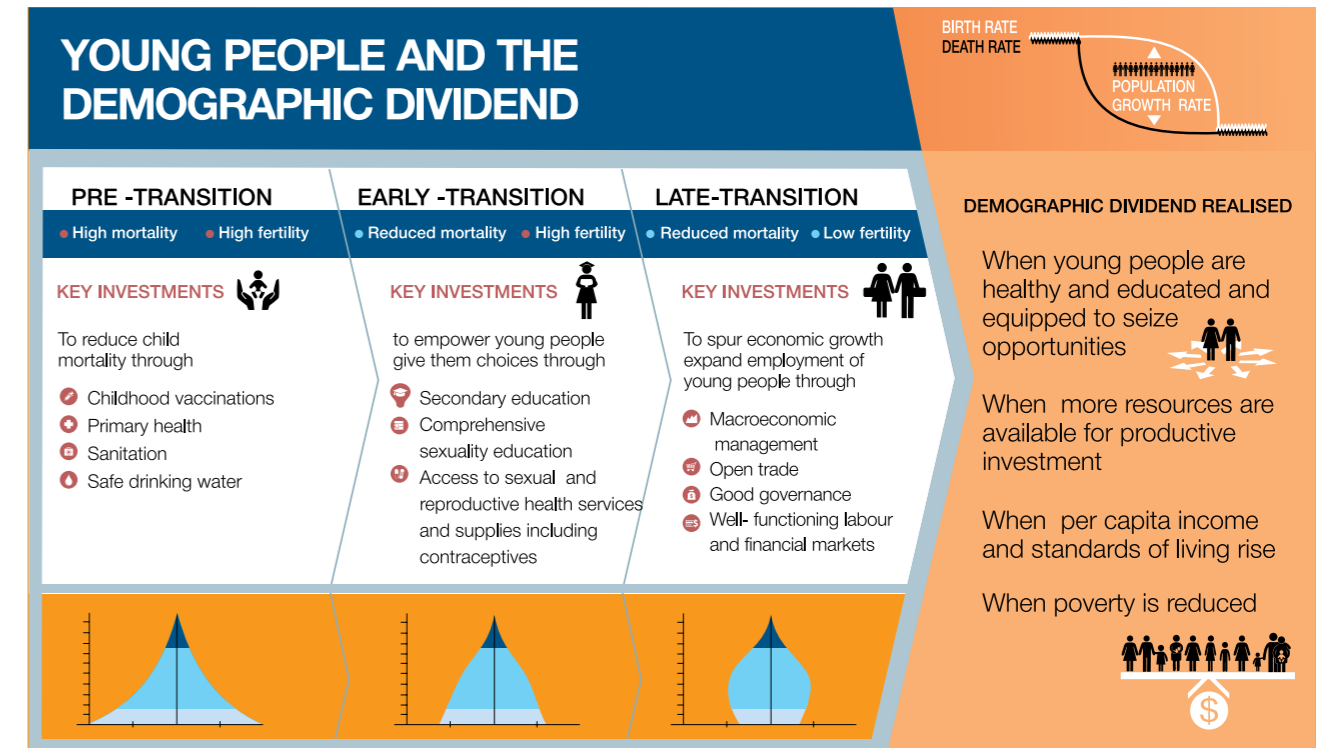 YOUNG PEOPLE AND THE
DEMOGRAPHIC DIVIDEND
BIRTH RATE
DEATH RATE
POPULATION
GROWTH RATE
PRE -TRANSITION
High mortality
High fertility
KEY INVESTMENTS
To reduce child
mortality through
Childhood vaccinations
Primary health
Sanitation
Safe drinking water
EARLY -TRANSITION
Reduced mortality
High fertility
KEY INVESTMENTS
to empower young people
give them choices through
Secondary education
Comprehensive
sexuality education
Access to sexual and
reproductive health services
and supplies including
contraceptives
LATE-TRANSITION
Reduced mortality
Low fertility
KEY INVESTMENTS
To spur economic growth
expand employment of
young people through
Macroeconomic
management
Open trade
Good governance
Well- functioning labour
and financial markets
DEMOGRAPHIC DIVIDEND REALISED
When young people are
healthy and educated and
equipped to seize
opportunities
When more resources are
available for productive
investment
When per capita income
and standards of living rise
When poverty is reduced
$